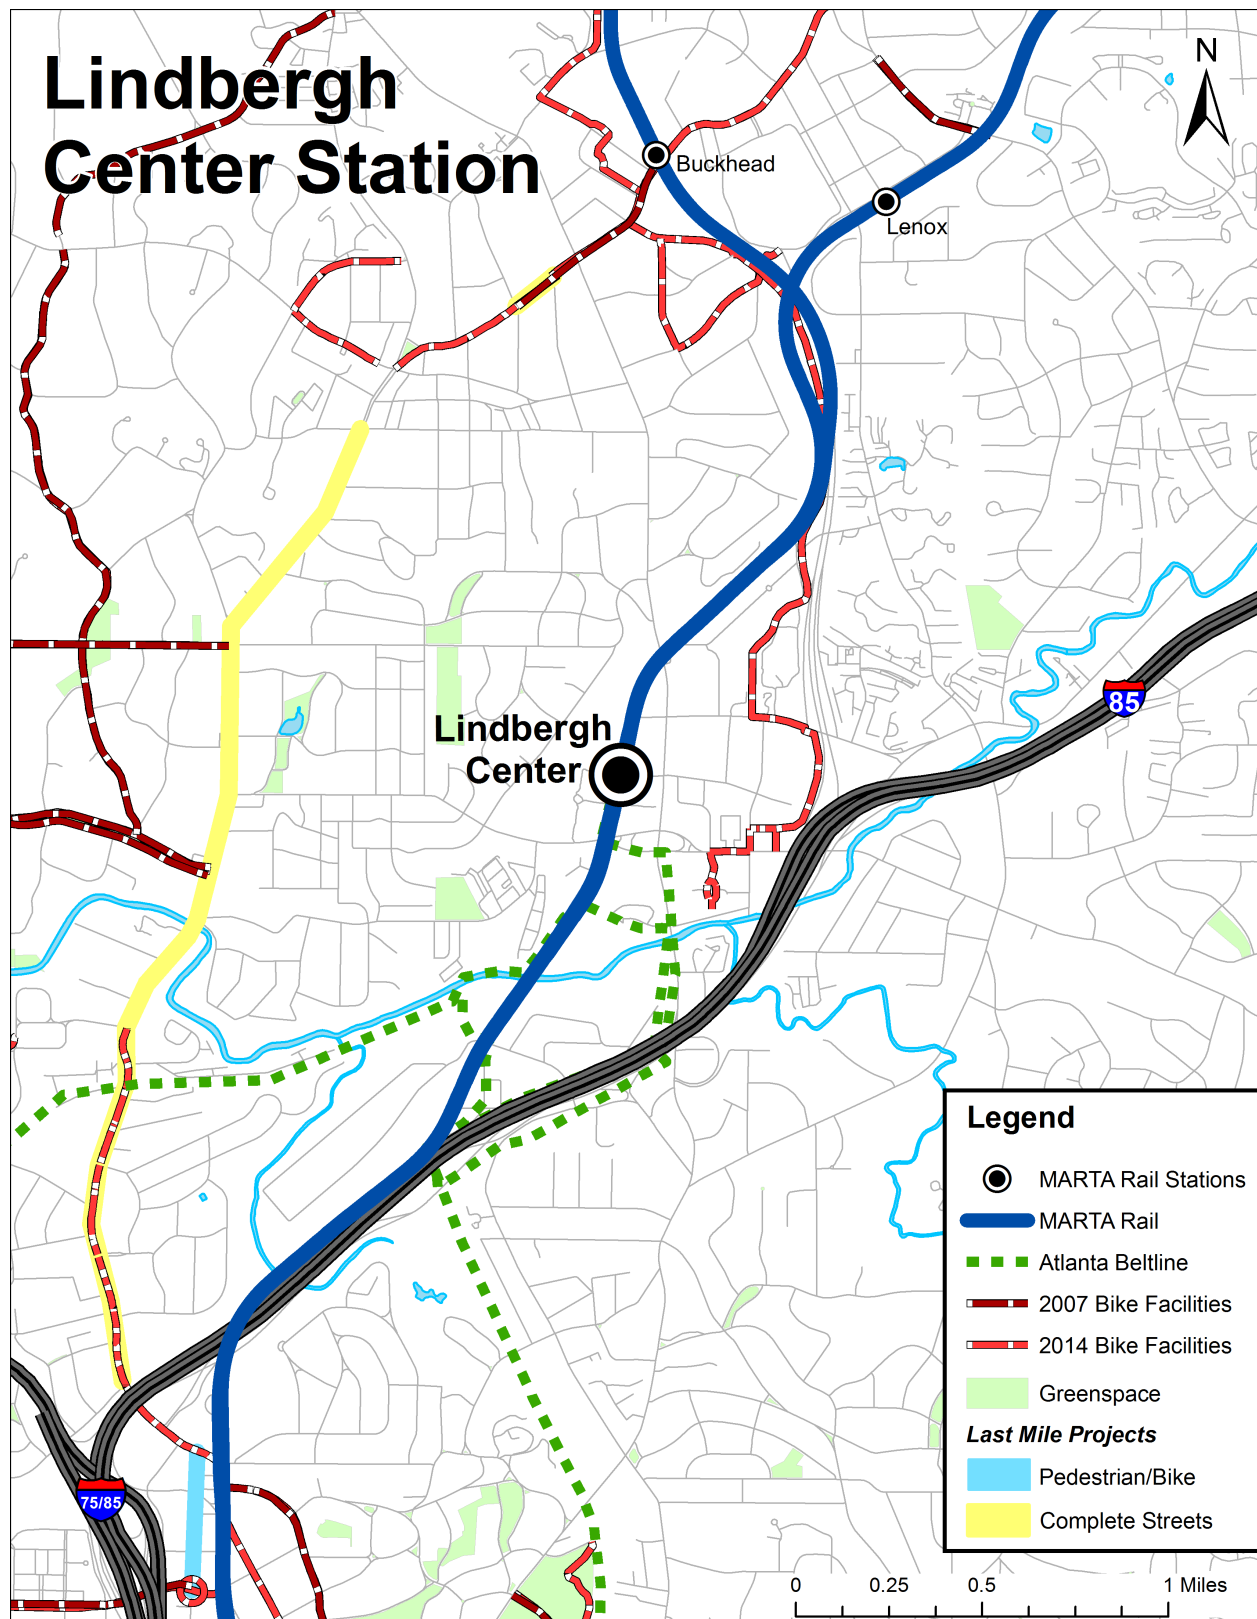 Lindbergh
Center Station
N
Buckhead
Lenox
85
Lindbergh
Center
Legend
MARTA Rail Stations
MARTA Rail
Atlanta Beltline
2007 Bike Facilities
2014 Bike Facilities
Greenspace
Last Mile Projects
Pedestrian/Bike
Complete Streets
75/85
0 0.25 0.5 1 Miles